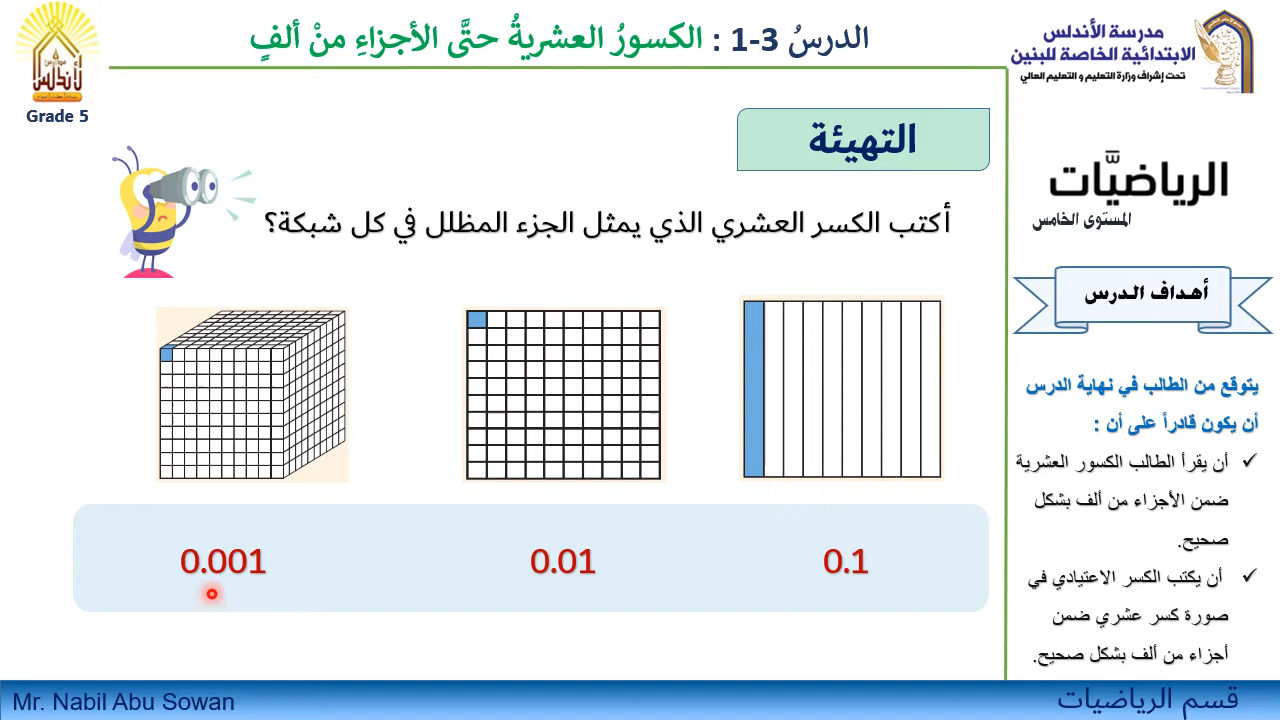 مدرسة الأندلس
الابتدائية الخاصة للبنين
تحت إشراف وزارة التعليم و التعليم العالي
الدرسُ 3-1 : الكسورُ العشريةُ حتَّى الأجزاءِ منْ ألفٍ
الأندلس
Grade 5
التهيئة
أكتب الكسر العشري الذي يمثل الجزء المظلل في كل شبكة؟
0.1
0.01
0.001
الرياضيَّات
المستوى الخامس
أهداف الدرس
يتوقع من الطالب في نهاية الدرس
أن يكون قادراً على أن :
✓ أن يقرأ الطالب الكسور العشرية
ضمن الأجزاء من ألف بشكل
صحيح.
✓ أن يكتب الكسر الاعتيادي في
صورة كسر عشري ضمن
أجزاء من ألف بشكل صحيح.
قسم الرياضيات
Mr. Nabil Abu Sowan